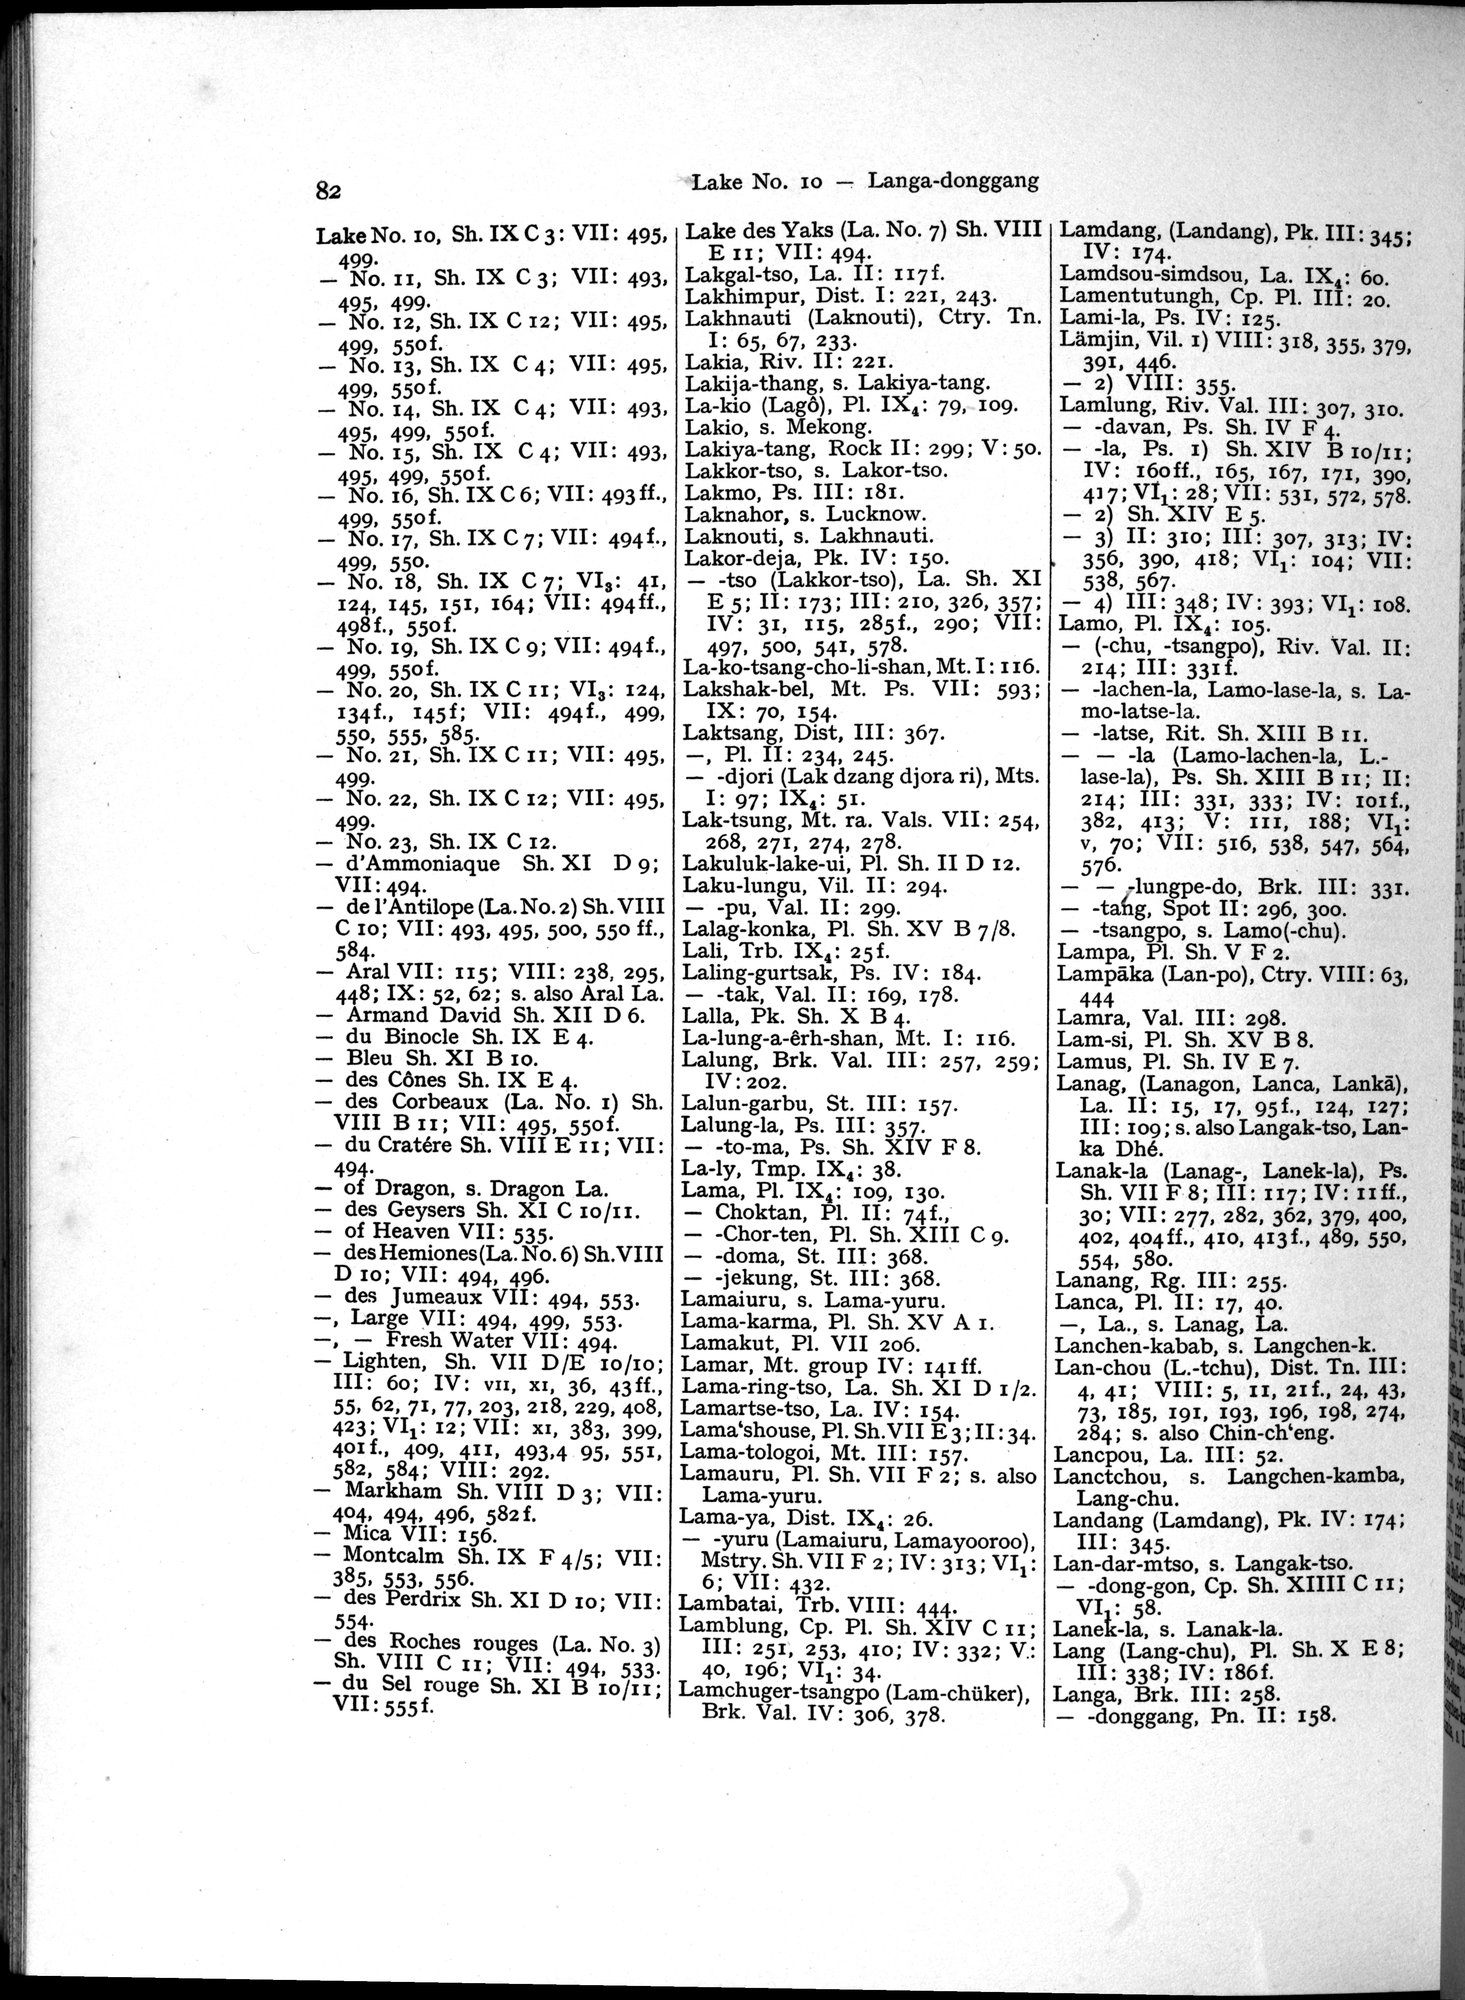 82
Lake No. 10 — Langa-donggang
Lake No. 10, Sh. IX C 3: VII: 495,
499.
— No. 11, Sh. IX C 3; VII: 493,
495, 499.
— No. 12, Sh. IX C 12; VII: 495,
499, 550f.
— No. 13, Sh. IX C 4; VII: 495,
499, 550f.
— No. 14, Sh. IX C 4; VII: 493,
495, 499, 550f.
— No. 15, Sh. IX C 4; VII: 493,
495, 499, 550f.
— No. 16, Sh. IX C 6; VII: 493ff.,
499, 550f.
— No. 17, Sh. IX C 7; VII: 494f.,
499, 550.
— No. 18, Sh. IX C 7; VI₃: 41,
124, 145, 151, 164; VII: 494ff.,
498f., 550f.
— No. 19, Sh. IX C 9; VII: 494f.,
499, 550f.
— No. 20, Sh. IX C 11; VI₃: 124,
134f., 145f; VII: 494f., 499,
550, 555, 585.
— No. 21, Sh. IX C 11; VII: 495,
499.
— No. 22, Sh. IX C 12; VII: 495,
499.
— No. 23, Sh. IX C 12.
— d'Ammoniaque Sh. XI D 9;
VII: 494.
— de l'Antilope (La. No. 2) Sh. VIII
C 10; VII: 493, 495, 500, 550 ff.,
584.
— Aral VII: 115; VIII: 238, 295,
448; IX: 52, 62; s. also Aral La.
— Armand David Sh. XII D 6.
— du Binocle Sh. IX E 4.
— Bleu Sh. XI B 10.
— des Cônes Sh. IX E 4.
— des Corbeaux (La. No. 1) Sh.
VIII B 11; VII: 495, 550f.
— du Cratére Sh. VIII E 11; VII:
494.
— of Dragon, s. Dragon La.
— des Geysers Sh. XI C 10/11.
— of Heaven VII: 535.
— des Hemiones (La. No. 6) Sh. VIII
D 10; VII: 494, 496.
— des Jumeaux VII: 494, 553.
—, Large VII: 494, 499, 553.
—, — Fresh Water VII: 494.
— Lighten, Sh. VII D/E 10/10;
III: 60; IV: VII, XI, 36, 43ff.,
55, 62, 71, 77, 203, 218, 229, 408,
423; VI₁: 12; VII: XI, 383, 399,
401f., 409, 411, 493,4 95, 551,
582, 584; VIII: 292.
— Markham Sh. VIII D 3; VII:
404, 494, 496, 582f.
— Mica VII: 156.
— Montcalm Sh. IX F 4/5; VII:
385, 553, 556.
— des Perdrix Sh. XI D 10; VII:
554.
— des Roches rouges (La. No. 3)
Sh. VIII C 11; VII: 494, 533.
— du Sel rouge Sh. XI B 10/11;
VII: 555f.
Lake des Yaks (La. No. 7) Sh. VIII
E 11; VII: 494.
Lakgal-tso, La. II: 117f.
Lakhimpur, Dist. I: 221, 243.
Lakhnauti (Laknouti), Ctry. Tn.
I: 65, 67, 233.
Lakia, Riv. II: 221.
Lakija-thang, s. Lakiya-tang.
La-kio (Lagô), Pl. IX₄: 79, 109.
Lakio, s. Mekong.
Lakiya-tang, Rock II: 299; V: 50.
Lakkor-tso, s. Lakor-tso.
Lakmo, Ps. III: 181.
Laknahor, s. Lucknow.
Laknouti, s. Lakhnauti.
Lakor-deja, Pk. IV: 150.
— -tso (Lakkor-tso), La. Sh. XI
E 5; II: 173; III: 210, 326, 357;
IV: 31, 115, 285f., 290; VII:
497, 500, 541, 578.
La-ko-tsang-cho-li-shan, Mt. I: 116.
Lakshak-bel, Mt. Ps. VII: 593;
IX: 70, 154.
Laktsang, Dist, III: 367.
—, Pl. II: 234, 245.
— -djori (Lak dzang djora ri), Mts.
I: 97; IX₄: 51.
Lak-tsung, Mt. ra. Vals. VII: 254,
268, 271, 274, 278.
Lakuluk-lake-ui, Pl. Sh. II D 12.
Laku-lungu, Vil. II: 294.
— -pu, Val. II: 299.
Lalag-konka, Pl. Sh. XV B 7/8.
Lali, Trb. IX₄: 25f.
Laling-gurtsak, Ps. IV: 184.
— -tak, Val. II: 169, 178.
Lalla, Pk. Sh. X B 4.
La-lung-a-êrh-shan, Mt. I: 116.
Lalung, Brk. Val. III: 257, 259;
IV: 202.
Lalun-garbu, St. III: 157.
Lalung-la, Ps. III: 357.
— -to-ma, Ps. Sh. XIV F 8.
La-ly, Tmp. IX₄: 38.
Lama, Pl. IX₄: 109, 130.
— Choktan, Pl. II: 74f.,
— -Chor-ten, Pl. Sh. XIII C 9.
— -doma, St. III: 368.
— -jekung, St. III: 368.
Lamaiuru, s. Lama-yuru.
Lama-karma, Pl. Sh. XV A 1.
Lamakut, Pl. VII 206.
Lamar, Mt. group IV: 141ff.
Lama-ring-tso, La. Sh. XI D 1/2.
Lamartse-tso, La. IV: 154.
Lama‘shouse, Pl. Sh. VII E 3; II: 34.
Lama-tologoi, Mt. III: 157.
Lamauru, Pl. Sh. VII F 2; s. also
Lama-yuru.
Lama-ya, Dist. IX₄: 26.
— -yuru (Lamaiuru, Lamayooroo),
Mstry. Sh. VII F 2; IV: 313; VI₁:
6; VII: 432.
Lambatai, Trb. VIII: 444.
Lamblung, Cp. Pl. Sh. XIV C 11;
III: 251, 253, 410; IV: 332; V.:
40, 196; VI₁: 34.
Lamchuger-tsangpo (Lam-chüker),
Brk. Val. IV: 306, 378.
Lamdang, (Landang), Pk. III: 345;
IV: 174.
Lamdsou-simdsou, La. IX₄: 60.
Lamentutungh, Cp. Pl. III: 20.
Lami-la, Ps. IV: 125.
Lämjin, Vil. 1) VIII: 318, 355, 379,
391, 446.
— 2) VIII: 355.
Lamlung, Riv. Val. III: 307, 310.
— -davan, Ps. Sh. IV F 4.
— -la, Ps. 1) Sh. XIV B 10/11;
IV: 160ff., 165, 167, 171, 390,
417; VI₁: 28; VII: 531, 572, 578.
— 2) Sh. XIV E 5.
— 3) II: 310; III: 307, 313; IV:
356, 390, 418; VI₁: 104; VII:
538, 567.
— 4) III: 348; IV: 393; VI₁: 108.
Lamo, Pl. IX₄: 105.
— (-chu, -tsangpo), Riv. Val. II:
214; III: 331f.
— -lachen-la, Lamo-lase-la, s. La-
mo-latse-la.
— -latse, Rit. Sh. XIII B 11.
— — -la (Lamo-lachen-la, L.-
lase-la), Ps. Sh. XIII B 11; II:
214; III: 331, 333; IV: 101f.,
382, 413; V: 111, 188; VI₁:
V, 70; VII: 516, 538, 547, 564,
576.
— — -lungpe-do, Brk. III: 331.
— -tang, Spot II: 296, 300.
— -tsangpo, s. Lamo(-chu).
Lampa, Pl. Sh. V F 2.
Lampāka (Lan-po), Ctry. VIII: 63,
444
Lamra, Val. III: 298.
Lam-si, Pl. Sh. XV B 8.
Lamus, Pl. Sh. IV E 7.
Lanag, (Lanagon, Lanca, Lankā),
La. II: 15, 17, 95f., 124, 127;
III: 109; s. also Langak-tso, Lan-
ka Dhé.
Lanak-la (Lanag-, Lanek-la), Ps.
Sh. VII F 8; III: 117; IV: 11ff.,
30; VII: 277, 282, 362, 379, 400,
402, 404ff., 410, 413f., 489, 550,
554, 580.
Lanang, Rg. III: 255.
Lanca, Pl. II: 17, 40.
—, La., s. Lanag, La.
Lanchen-kabab, s. Langchen-k.
Lan-chou (L.-tchu), Dist. Tn. III:
4, 41; VIII: 5, 11, 21f., 24, 43,
73, 185, 191, 193, 196, 198, 274,
284; s. also Chin-ch‘eng.
Lancpou, La. III: 52.
Lanctchou, s. Langchen-kamba,
Lang-chu.
Landang (Lamdang), Pk. IV: 174;
III: 345.
Lan-dar-mtso, s. Langak-tso.
— -dong-gon, Cp. Sh. XIIII C 11;
VI₁: 58.
Lanek-la, s. Lanak-la.
Lang (Lang-chu), Pl. Sh. X E 8;
III: 338; IV: 186f.
Langa, Brk. III: 258.
— -donggang, Pn. II: 158.